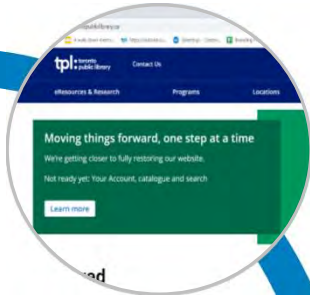 tpl: toronto
public library
Contact Us
eResources & Research
Programs
Locations
Moving things forward, one step at a time
We're getting closer to fully restoring our website.
Not ready yet: Your Account, catalogue and search
Learn more